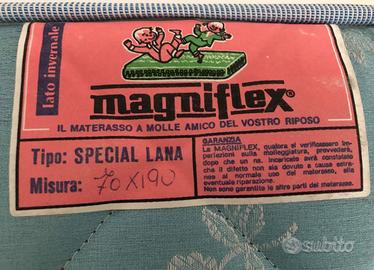 lato invernale
magniflex®
IL MATERASSO A MOLLE AMICO DEL VOSTRO RIPOSO
Tipo: SPECIAL LANA
Misura: 70X190
GARANZIA
La MAGNIFLEX, qualora si verificassero im-
perfezioni sulla molleggiatura, provvederà,
dopo che un ns. incaricato avrà constatato
che il difetto non sia dovuto a causa estra-
nea al normale uso del materasso, alla
eventuale riparazione.
Non sono garantite le altre parti del materasso.
subito